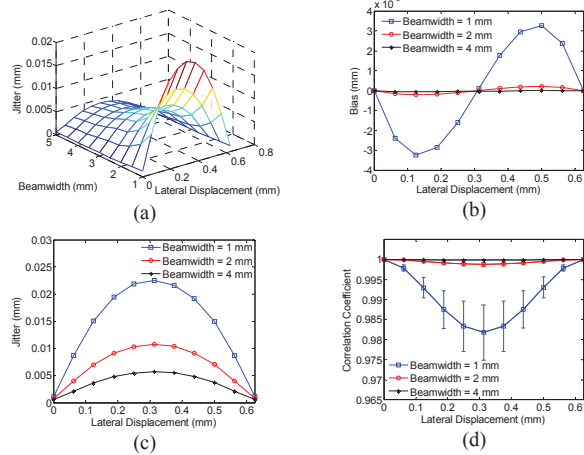 0.02
0.015
0.01
0.005
0
Jitter (mm)
5
4
3
2
1
Beamwidth (mm)
0
0.2
0.4
0.6
0.8
Lateral Displacement (mm)
(a)
4
3
2
1
0
-1
-2
-3
-4
Bias (mm)
Beamwidth = 1 mm
Beamwidth = 2 mm
Beamwidth = 4 mm
0 0.1 0.2 0.3 0.4 0.5 0.6
Lateral Displacement (mm)
(b)
0.03
0.025
0.02
0.015
0.01
0.005
0
Jitter (mm)
Beamwidth = 1 mm
Beamwidth = 2 mm
Beamwidth = 4 mm
0 0.1 0.2 0.3 0.4 0.5 0.6
Lateral Displacement (mm)
(c)
1
0.995
0.99
0.985
0.98
0.975
0.97
0.965
Correlation Coefficient
Beamwidth = 1 mm
Beamwidth = 2 mm
Beamwidth = 4 mm
0 0.1 0.2 0.3 0.4 0.5 0.6
Lateral Displacement (mm)
(d)